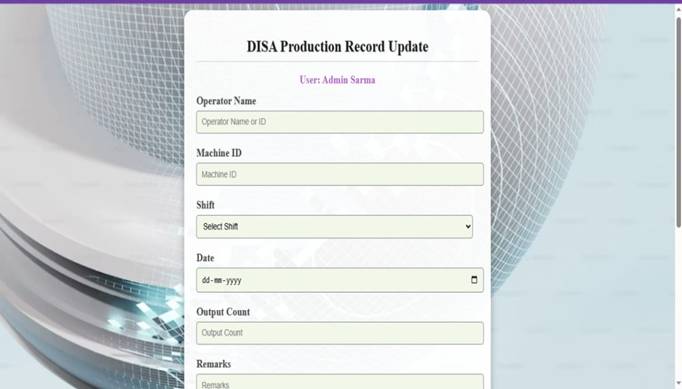 DISA Production Record Update
User: Admin Sarma
Operator Name
Operator Name or ID
Machine ID
Machine ID
Shift
Select Shift
Date
dd-mm-yyyy
Output Count
Output Count
Remarks
Remarks